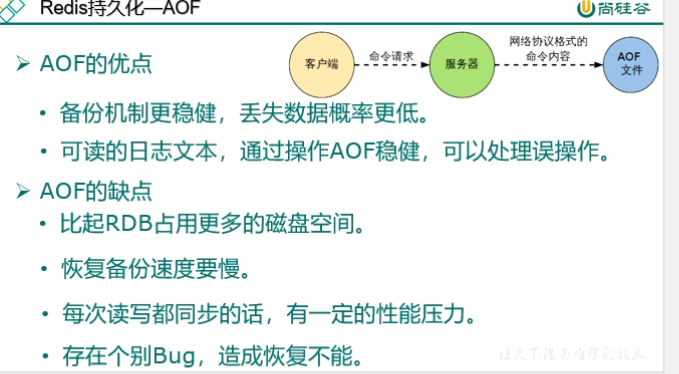 Redis持久化—AOF
尚硅谷
➢ AOF的优点
客户端
命令请求
服务器
网络协议格式的
命令内容
AOF
文件
• 备份机制更稳健，丢失数据概率更低。
• 可读的日志文本，通过操作AOF稳健，可以处理误操作。
➢ AOF的缺点
• 比起RDB占用更多的磁盘空间。
• 恢复备份速度要慢。
• 每次读写都同步的话，有一定的性能压力。
• 存在个别Bug，造成恢复不能。
让天下没有难学的技术